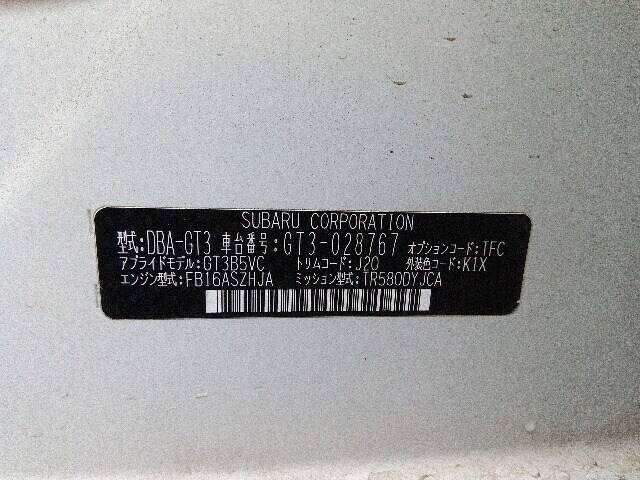 SUBARU CORPORATION
型式:DBA-GT3 車台番号:GT3-028767 オプションコード:TFC
アプライドモデル:GT3B5VC トリムコード:J20 外装色コード:K1X
エンジン型式:FB16ASZHJA ミッション型式:TR580DYJCA